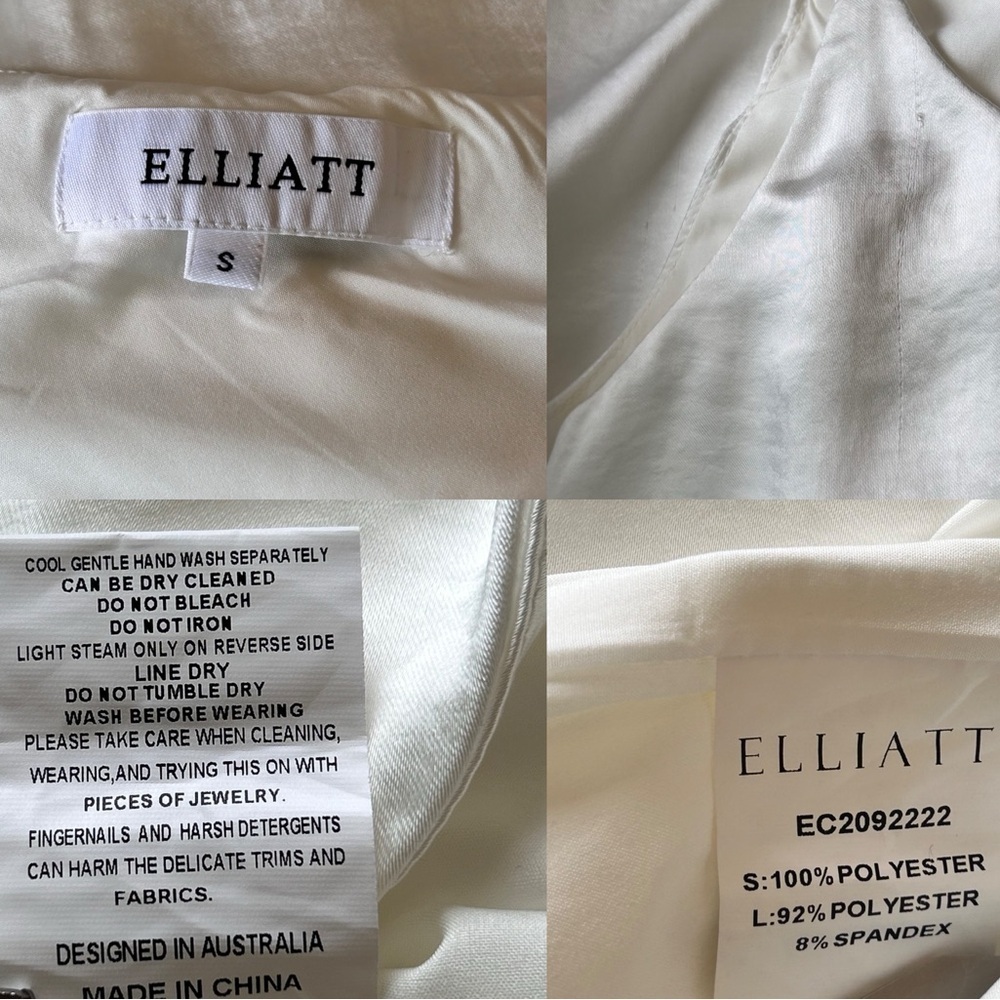 ELLIATT
S
COOL GENTLE HAND WASH SEPARATELY
CAN BE DRY CLEANED
DO NOT BLEACH
DO NOT IRON
LIGHT STEAM ONLY ON REVERSE SIDE
LINE DRY
DO NOT TUMBLE DRY
WASH BEFORE WEARING
PLEASE TAKE CARE WHEN CLEANING,
WEARING,AND TRYING THIS ON WITH
PIECES OF JEWELRY.
FINGERNAILS AND HARSH DETERGENTS
CAN HARM THE DELICATE TRIMS AND
FABRICS.
DESIGNED IN AUSTRALIA
MADE IN CHINA
ELLIATT
EC2092222
S:100%POLYESTER
L:92%POLYESTER
8% SPANDEX